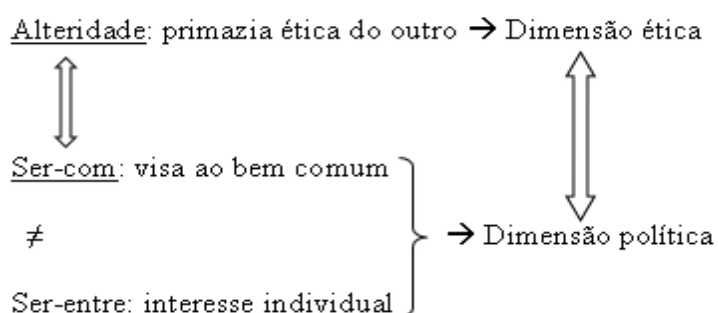 Alteridade: primazia ética do outro → Dimensão ética
Ser-com: visa ao bem comum
≠
→ Dimensão política
Ser-entre: interesse individual